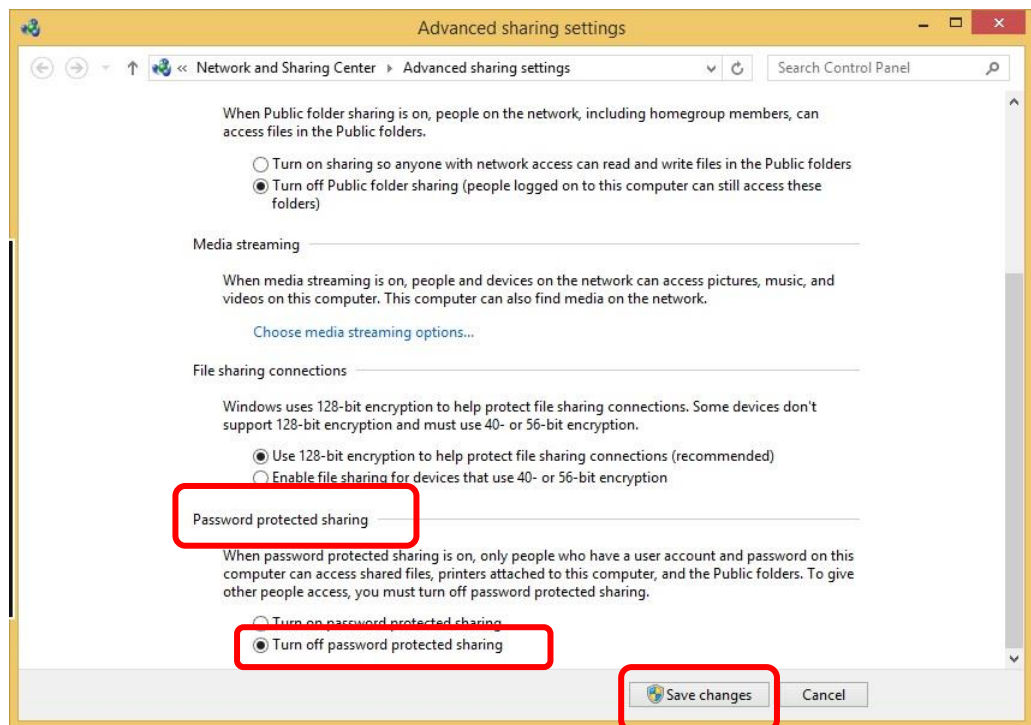 Advanced sharing settings
« Network and Sharing Center ▸ Advanced sharing settings
Search Control Panel
When Public folder sharing is on, people on the network, including homegroup members, can
access files in the Public folders.
Turn on sharing so anyone with network access can read and write files in the Public folders
Turn off Public folder sharing (people logged on to this computer can still access these
folders)
Media streaming
When media streaming is on, people and devices on the network can access pictures, music, and
videos on this computer. This computer can also find media on the network.
Choose media streaming options...
File sharing connections
Windows uses 128-bit encryption to help protect file sharing connections. Some devices don't
support 128-bit encryption and must use 40- or 56-bit encryption.
Use 128-bit encryption to help protect file sharing connections (recommended)
Enable file sharing for devices that use 40- or 56-bit encryption
Password protected sharing
When password protected sharing is on, only people who have a user account and password on this
computer can access shared files, printers attached to this computer, and the Public folders. To give
other people access, you must turn off password protected sharing.
Turn on password protected sharing
Turn off password protected sharing
Save changes
Cancel